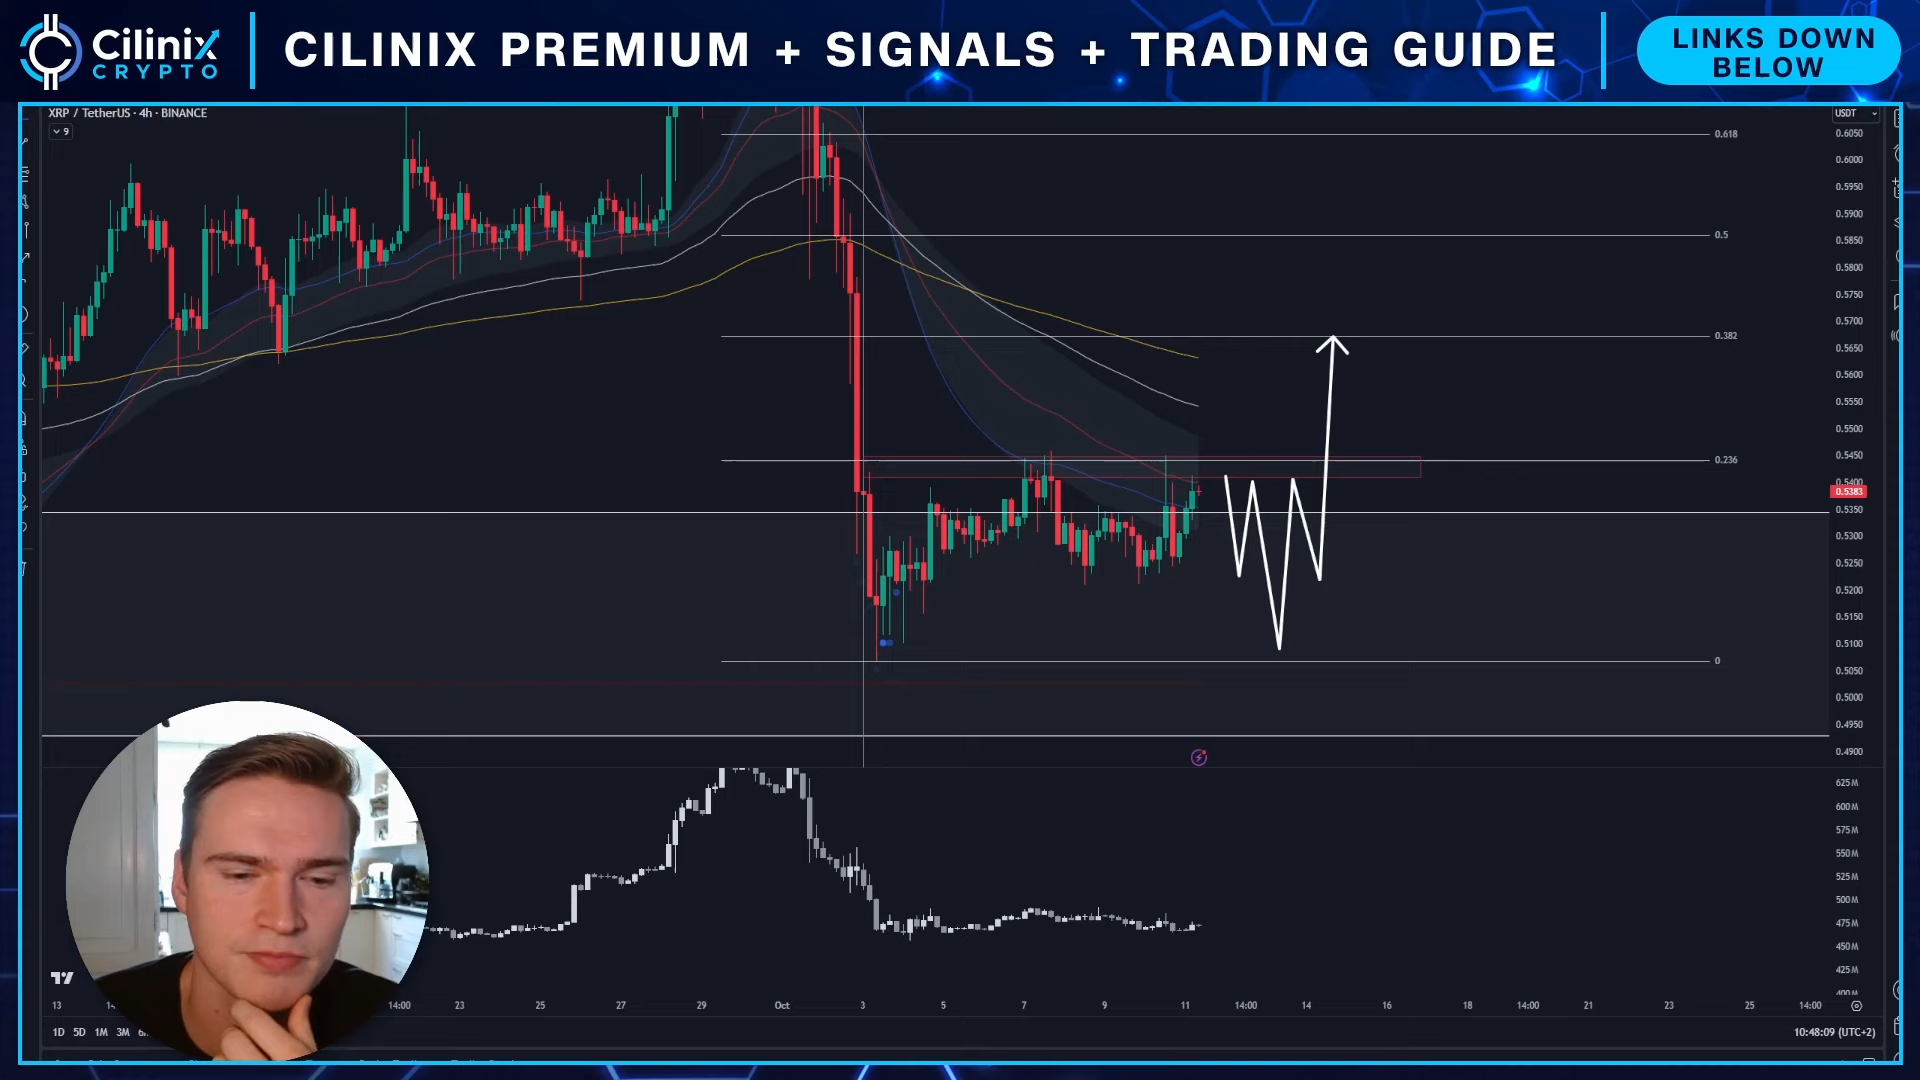 Cilinix
CRYPTO
CILINIX PREMIUM + SIGNALS + TRADING GUIDE
LINKS DOWN
BELOW
XRP / TetherUS · 4h · BINANCE
9
USDT
0.6050
0.6000
0.5950
0.5900
0.5850
0.5800
0.5750
0.5700
0.5650
0.5600
0.5550
0.5500
0.5450
0.5400
0.5383
0.5350
0.5300
0.5250
0.5200
0.5150
0.5100
0.5050
0.5000
0.4950
0.4900
0.618
0.5
0.382
0.236
0
625M
600M
575M
550M
525M
500M
475M
450M
425M
400M
13 14:00 23 25 27 29 Oct 3 5 7 9 11 14:00 14 16 18 14:00 21 23 25 14:00
1D 5D 1M 3M
10:48:09 (UTC+2)